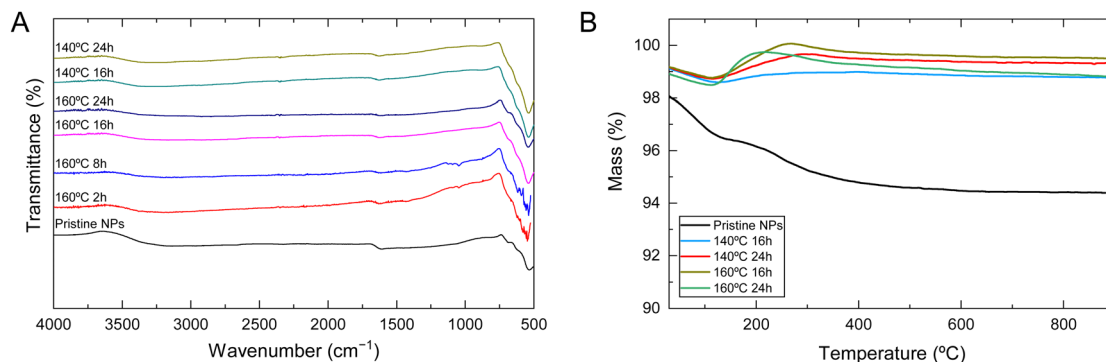 A
140ºC 24h
140ºC 16h
160ºC 24h
160ºC 16h
160ºC 8h
160ºC 2h
Pristine NPs
Transmittance (%)
4000 3500 3000 2500 2000 1500 1000 500
Wavenumber (cm⁻¹)
B
100
98
96
94
92
90
Mass (%)
Pristine NPs
140ºC 16h
140ºC 24h
160ºC 16h
160ºC 24h
200 400 600 800
Temperature (ºC)